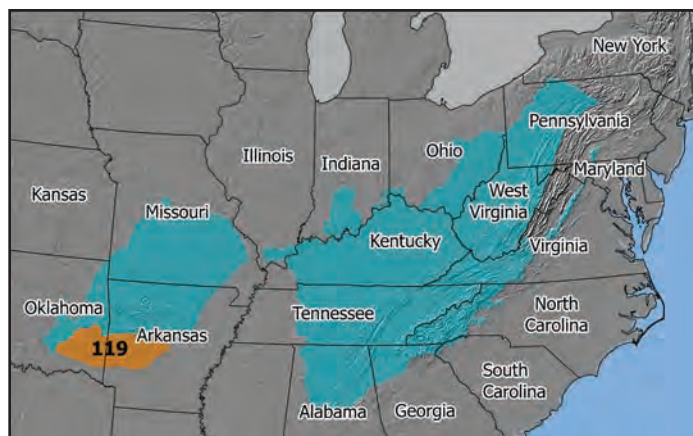 New York
Pennsylvania
Ohio
Illinois
Indiana
Maryland
Kansas
West
Virginia
Missouri
Kentucky
Virginia
Oklahoma
Tennessee
North
Carolina
Arkansas
119
South
Carolina
Alabama
Georgia